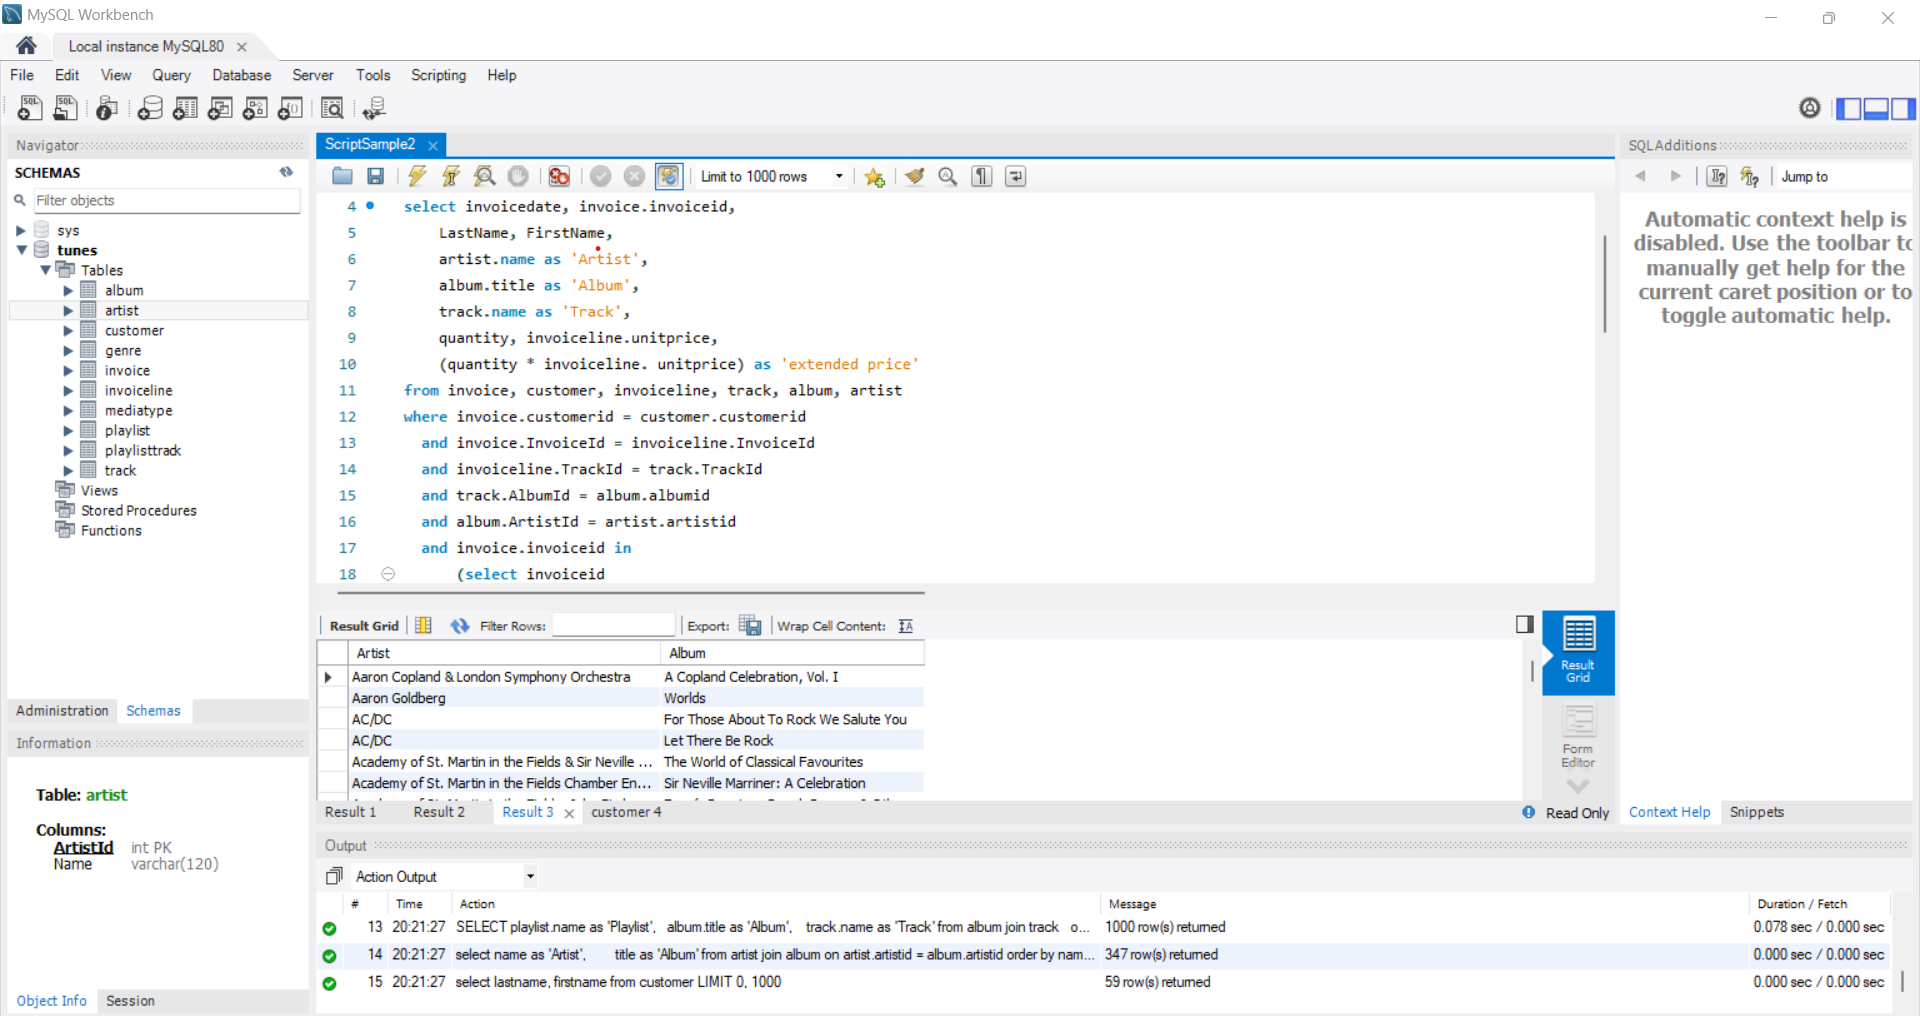 MySQL Workbench
Local instance MySQL80
File Edit View Query Database Server Tools Scripting Help
Navigator
SCHEMAS
Filter objects
sys
tunes
Tables
album
artist
customer
genre
invoice
invoiceline
mediatype
playlist
playlisttrack
track
Views
Stored Procedures
Functions
Administration Schemas
Information
Table: artist
Columns:
ArtistId int PK
Name varchar(120)
Object Info Session
ScriptSample2
Limit to 1000 rows
4 select invoicedate, invoice.invoiceid,
5 LastName, FirstName,
6 artist.name as 'Artist',
7 album.title as 'Album',
8 track.name as 'Track',
9 quantity, invoiceline.unitprice,
10 (quantity * invoiceline. unitprice) as 'extended price'
11 from invoice, customer, invoiceline, track, album, artist
12 where invoice.customerid = customer.customerid
13 and invoice.InvoiceId = invoiceline.InvoiceId
14 and invoiceline.TrackId = track.TrackId
15 and track.AlbumId = album.albumid
16 and album.ArtistId = artist.artistid
17 and invoice.invoiceid in
18 (select invoiceid
Result Grid Filter Rows: Export: Wrap Cell Content:
Artist Album
Aaron Copland & London Symphony Orchestra A Copland Celebration, Vol. I
Aaron Goldberg Worlds
AC/DC For Those About To Rock We Salute You
AC/DC Let There Be Rock
Academy of St. Martin in the Fields & Sir Neville ... The World of Classical Favourites
Academy of St. Martin in the Fields Chamber En... Sir Neville Marriner: A Celebration
Result Grid
Form Editor
Result 1 Result 2 Result 3 customer 4
Read Only
Output
Action Output
# Time Action Message Duration / Fetch
13 20:21:27 SELECT playlist.name as 'Playlist', album.title as 'Album', track.name as 'Track' from album join track o... 1000 row(s) returned 0.078 sec / 0.000 sec
14 20:21:27 select name as 'Artist', title as 'Album' from artist join album on artist.artistid = album.artistid order by nam... 347 row(s) returned 0.000 sec / 0.000 sec
15 20:21:27 select lastname, firstname from customer LIMIT 0, 1000 59 row(s) returned 0.000 sec / 0.000 sec
SQLAdditions
Jump to
Automatic context help is
disabled. Use the toolbar to
manually get help for the
current caret position or to
toggle automatic help.
Context Help Snippets